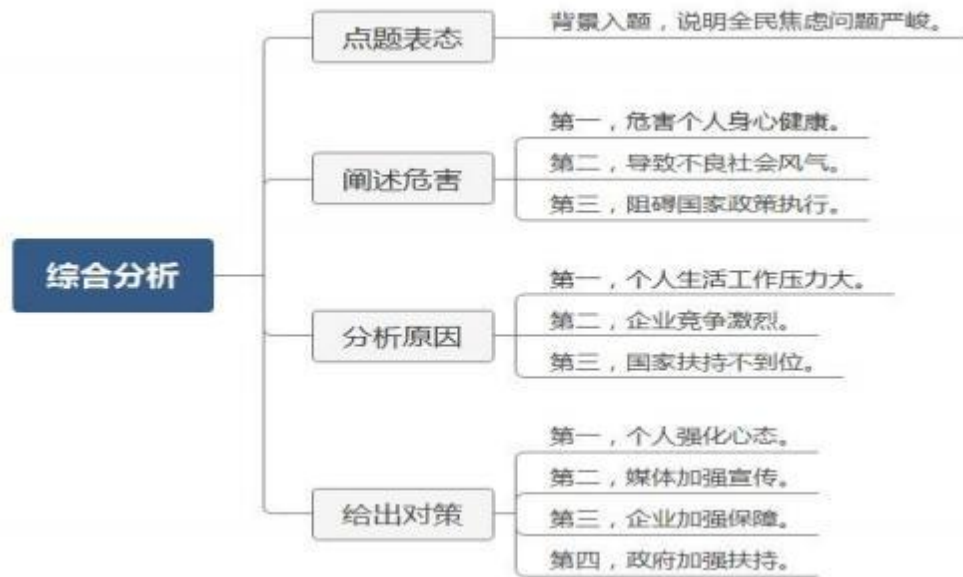 综合分析
点题表态
背景入题，说明全民焦虑问题严峻。
阐述危害
第一，危害个人身心健康。
第二，导致不良社会风气。
第三，阻碍国家政策执行。
分析原因
第一，个人生活工作压力大。
第二，企业竞争激烈。
第三，国家扶持不到位。
给出对策
第一，个人强化心态。
第二，媒体加强宣传。
第三，企业加强保障。
第四，政府加强扶持。